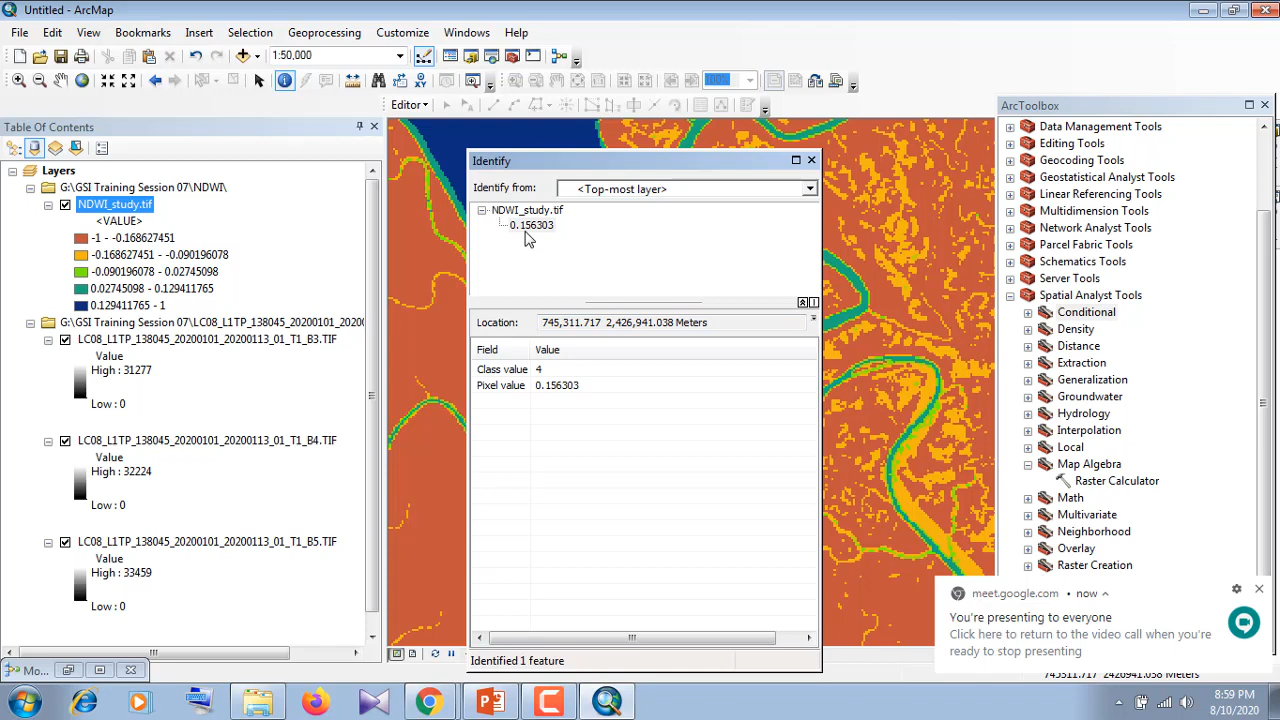 Untitled - ArcMap
File Edit View Bookmarks Insert Selection Geoprocessing Customize Windows Help
1:50,000
100%
Editor
Table Of Contents
Layers
G:\GSI Training Session 07\NDWI\
NDWI_study.tif
<VALUE>
-1 - -0.168627451
-0.168627451 - -0.090196078
-0.090196078 - 0.02745098
0.02745098 - 0.129411765
0.129411765 - 1
G:\GSI Training Session 07\LC08_L1TP_138045_20200101_2020
LC08_L1TP_138045_20200101_20200113_01_T1_B3.TIF
Value
High : 31277
Low : 0
LC08_L1TP_138045_20200101_20200113_01_T1_B4.TIF
Value
High : 32224
Low : 0
LC08_L1TP_138045_20200101_20200113_01_T1_B5.TIF
Value
High : 33459
Low : 0
Mo...
Identify
Identify from: <Top-most layer>
NDWI_study.tif
0.156303
Location: 745,311.717 2,426,941.038 Meters
Field Value
Class value 4
Pixel value 0.156303
Identified 1 feature
ArcToolbox
Data Management Tools
Editing Tools
Geocoding Tools
Geostatistical Analyst Tools
Linear Referencing Tools
Multidimension Tools
Network Analyst Tools
Parcel Fabric Tools
Schematics Tools
Server Tools
Spatial Analyst Tools
Conditional
Density
Distance
Extraction
Generalization
Groundwater
Hydrology
Interpolation
Local
Map Algebra
Raster Calculator
Math
Multivariate
Neighborhood
Overlay
Raster Creation
meet.google.com • now
You're presenting to everyone
Click here to return to the video call when you're
ready to stop presenting
745311.717 2426941.038 Meters
8:59 PM
8/10/2020